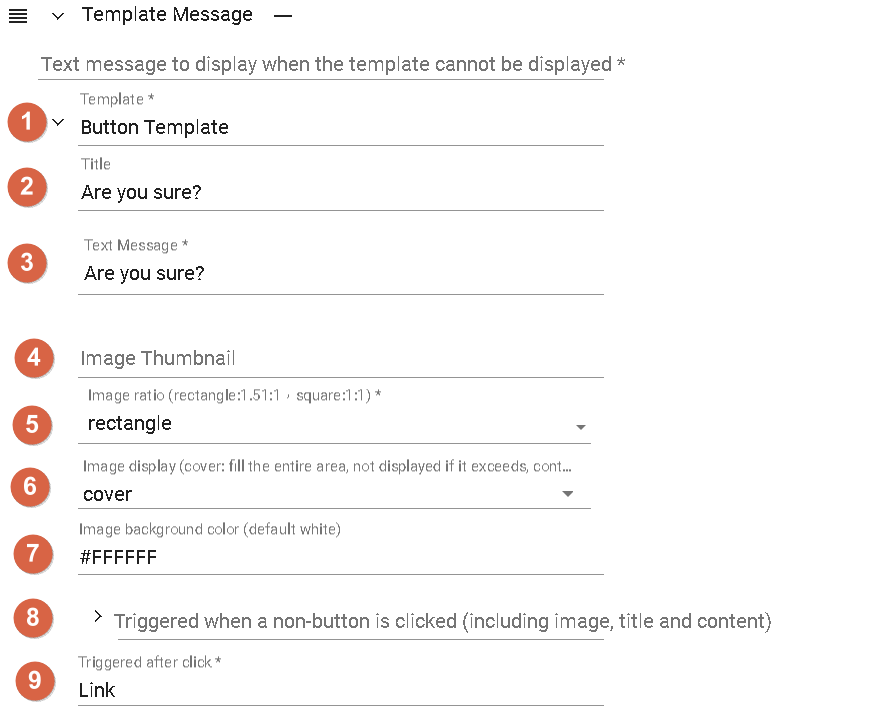 Template Message
Text message to display when the template cannot be displayed *
Template *
1
Button Template
Title
2
Are you sure?
Text Message *
3
Are you sure?
4
Image Thumbnail
Image ratio (rectangle:1.51:1 , square:1:1) *
5
rectangle
Image display (cover: fill the entire area, not displayed if it exceeds, cont...
6
cover
Image background color (default white)
7
#FFFFFF
8
Triggered when a non-button is clicked (including image, title and content)
Triggered after click *
9
Link